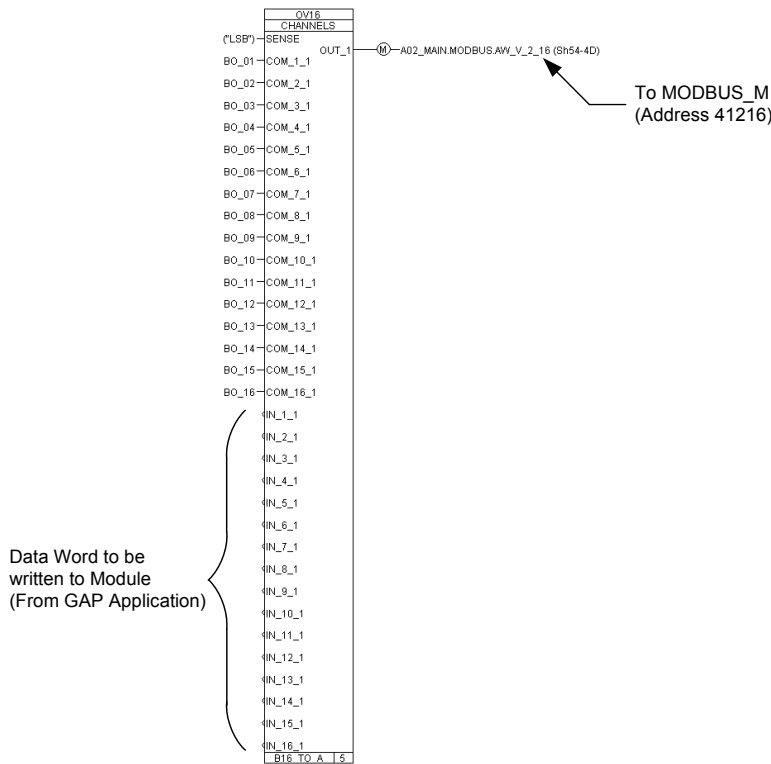 OV16
CHANNELS
("LSB") SENSE
OUT_1 M A02_MAIN.MODBUS.AW_V_2_16 (Sh54-4D)
BO_01 COM_1_1
BO_02 COM_2_1
BO_03 COM_3_1
BO_04 COM_4_1
BO_05 COM_5_1
BO_06 COM_6_1
BO_07 COM_7_1
BO_08 COM_8_1
BO_09 COM_9_1
BO_10 COM_10_1
BO_11 COM_11_1
BO_12 COM_12_1
BO_13 COM_13_1
BO_14 COM_14_1
BO_15 COM_15_1
BO_16 COM_16_1
IN_1_1
IN_2_1
IN_3_1
IN_4_1
IN_5_1
IN_6_1
IN_7_1
IN_8_1
IN_9_1
IN_10_1
IN_11_1
IN_12_1
IN_13_1
IN_14_1
IN_15_1
IN_16_1
B16_TO_A 5
To MODBUS_M
(Address 41216)
Data Word to be
written to Module
(From GAP Application)